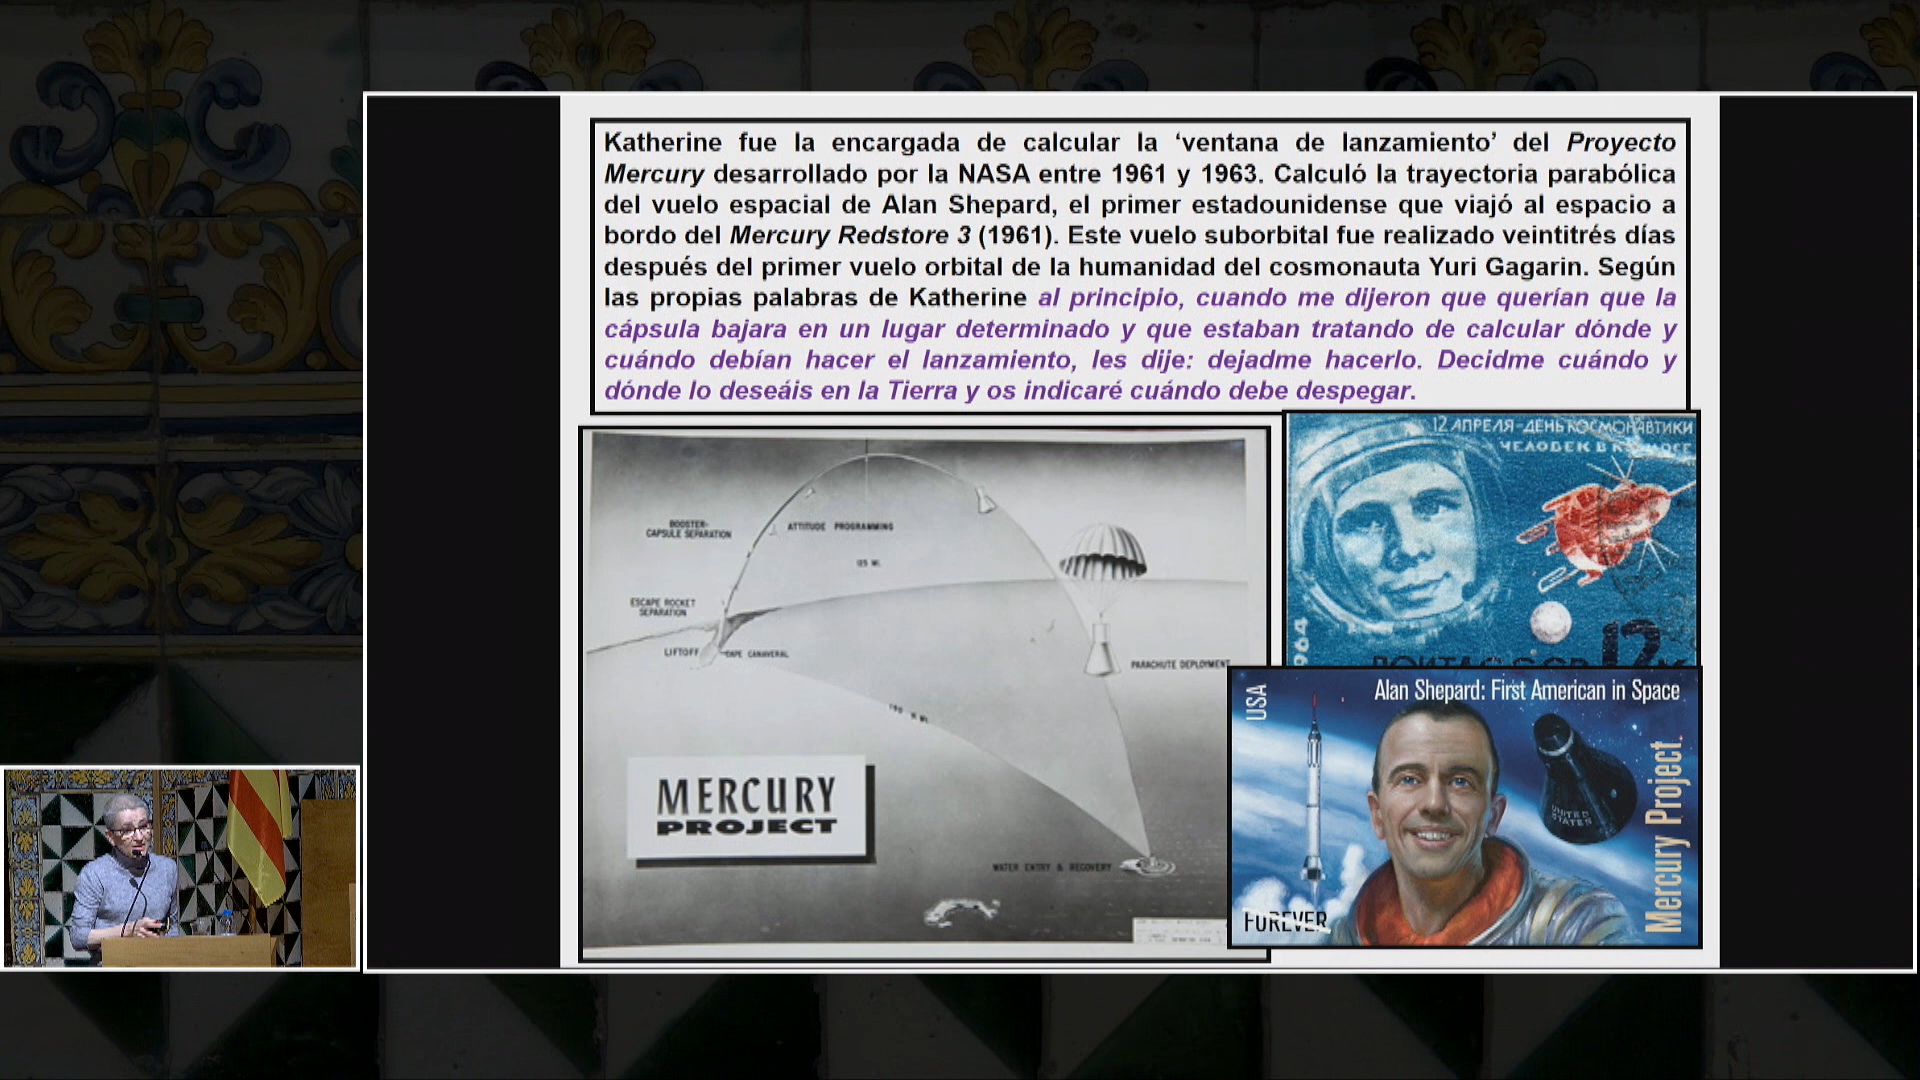 Katherine fue la encargada de calcular la ‘ventana de lanzamiento’ del Proyecto
Mercury desarrollado por la NASA entre 1961 y 1963. Calculó la trayectoria parabólica
del vuelo espacial de Alan Shepard, el primer estadounidense que viajó al espacio a
bordo del Mercury Redstore 3 (1961). Este vuelo suborbital fue realizado veintitrés días
después del primer vuelo orbital de la humanidad del cosmonauta Yuri Gagarin. Según
las propias palabras de Katherine al principio, cuando me dijeron que querían que la
cápsula bajara en un lugar determinado y que estaban tratando de calcular dónde y
cuándo debían hacer el lanzamiento, les dije: dejadme hacerlo. Decidme cuándo y
dónde lo deseáis en la Tierra y os indicaré cuándo debe despegar.
BOOSTER-
CAPSULE SEPARATION
ATTITUDE PROGRAMMING
ESCAPE ROCKET
SEPARATION
LIFTOFF
CAPE CANAVERAL
PARACHUTE DEPLOYMENT
MERCURY
PROJECT
WATER ENTRY & RECOVERY
12 АПРЕЛЯ-ДЕНЬ КОСМОНАВТИКИ
ЧЕЛОВЕК В КОСМОСЕ
12
USA
Alan Shepard: First American in Space
UNITED
STATES
Mercury Project
FOREVER